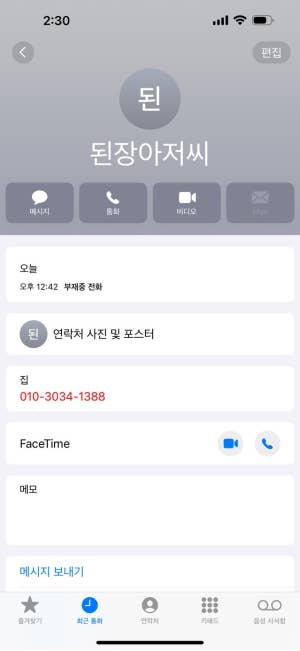 2:30
편집
된
된장아저씨
메시지
통화
비디오
Mail
오늘
오후 12:42 부재중 전화
된 연락처 사진 및 포스터
집
010-3034-1388
FaceTime
메모
메시지 보내기
즐겨찾기
최근 통화
연락처
키패드
음성 사서함